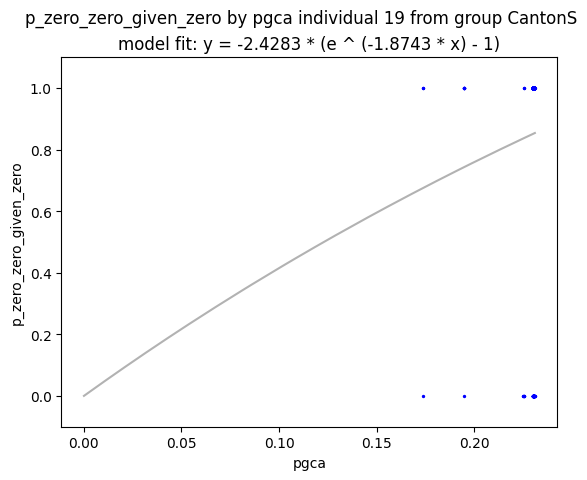 p_zero_zero_given_zero by pgca individual 19 from group CantonS
model fit: y = -2.4283 * (e ^ (-1.8743 * x) - 1)
1.0
0.8
0.6
0.4
0.2
0.0
p_zero_zero_given_zero
0.00
0.05
0.10
0.15
0.20
pgca